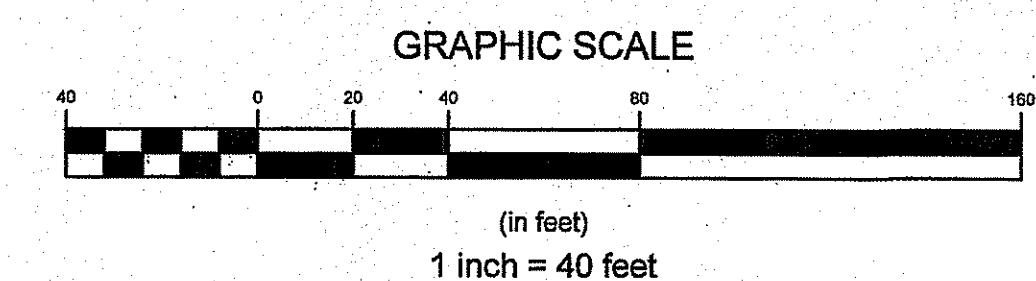 GRAPHIC SCALE
40 0 20 40 80 160
(in feet)
1 inch = 40 feet